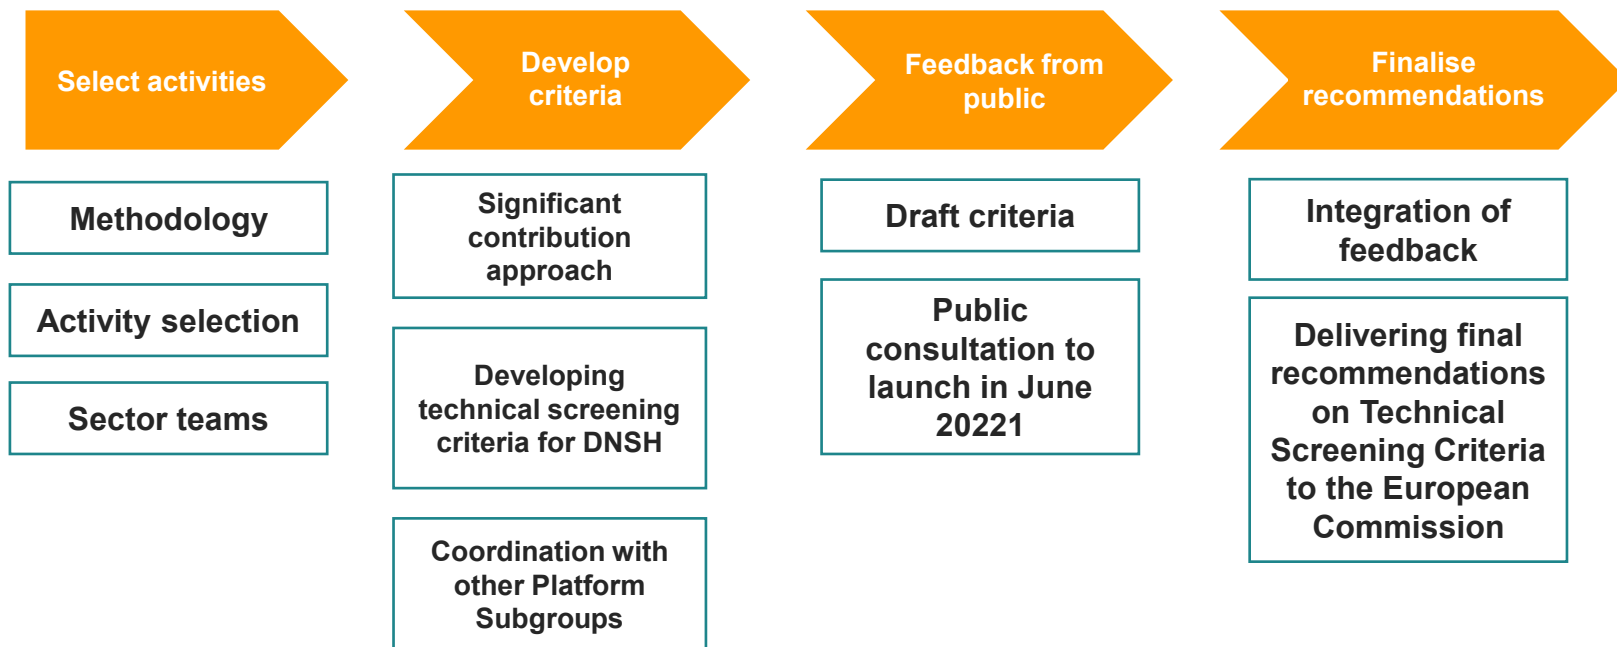 Select activities
Develop
criteria
Feedback from
public
Finalise
recommendations
Methodology
Activity selection
Sector teams
Significant
contribution
approach
Developing
technical screening
criteria for DNSH
Coordination with
other Platform
Subgroups
Draft criteria
Public
consultation to
launch in June
20221
Integration of
feedback
Delivering final
recommendations
on Technical
Screening Criteria
to the European
Commission